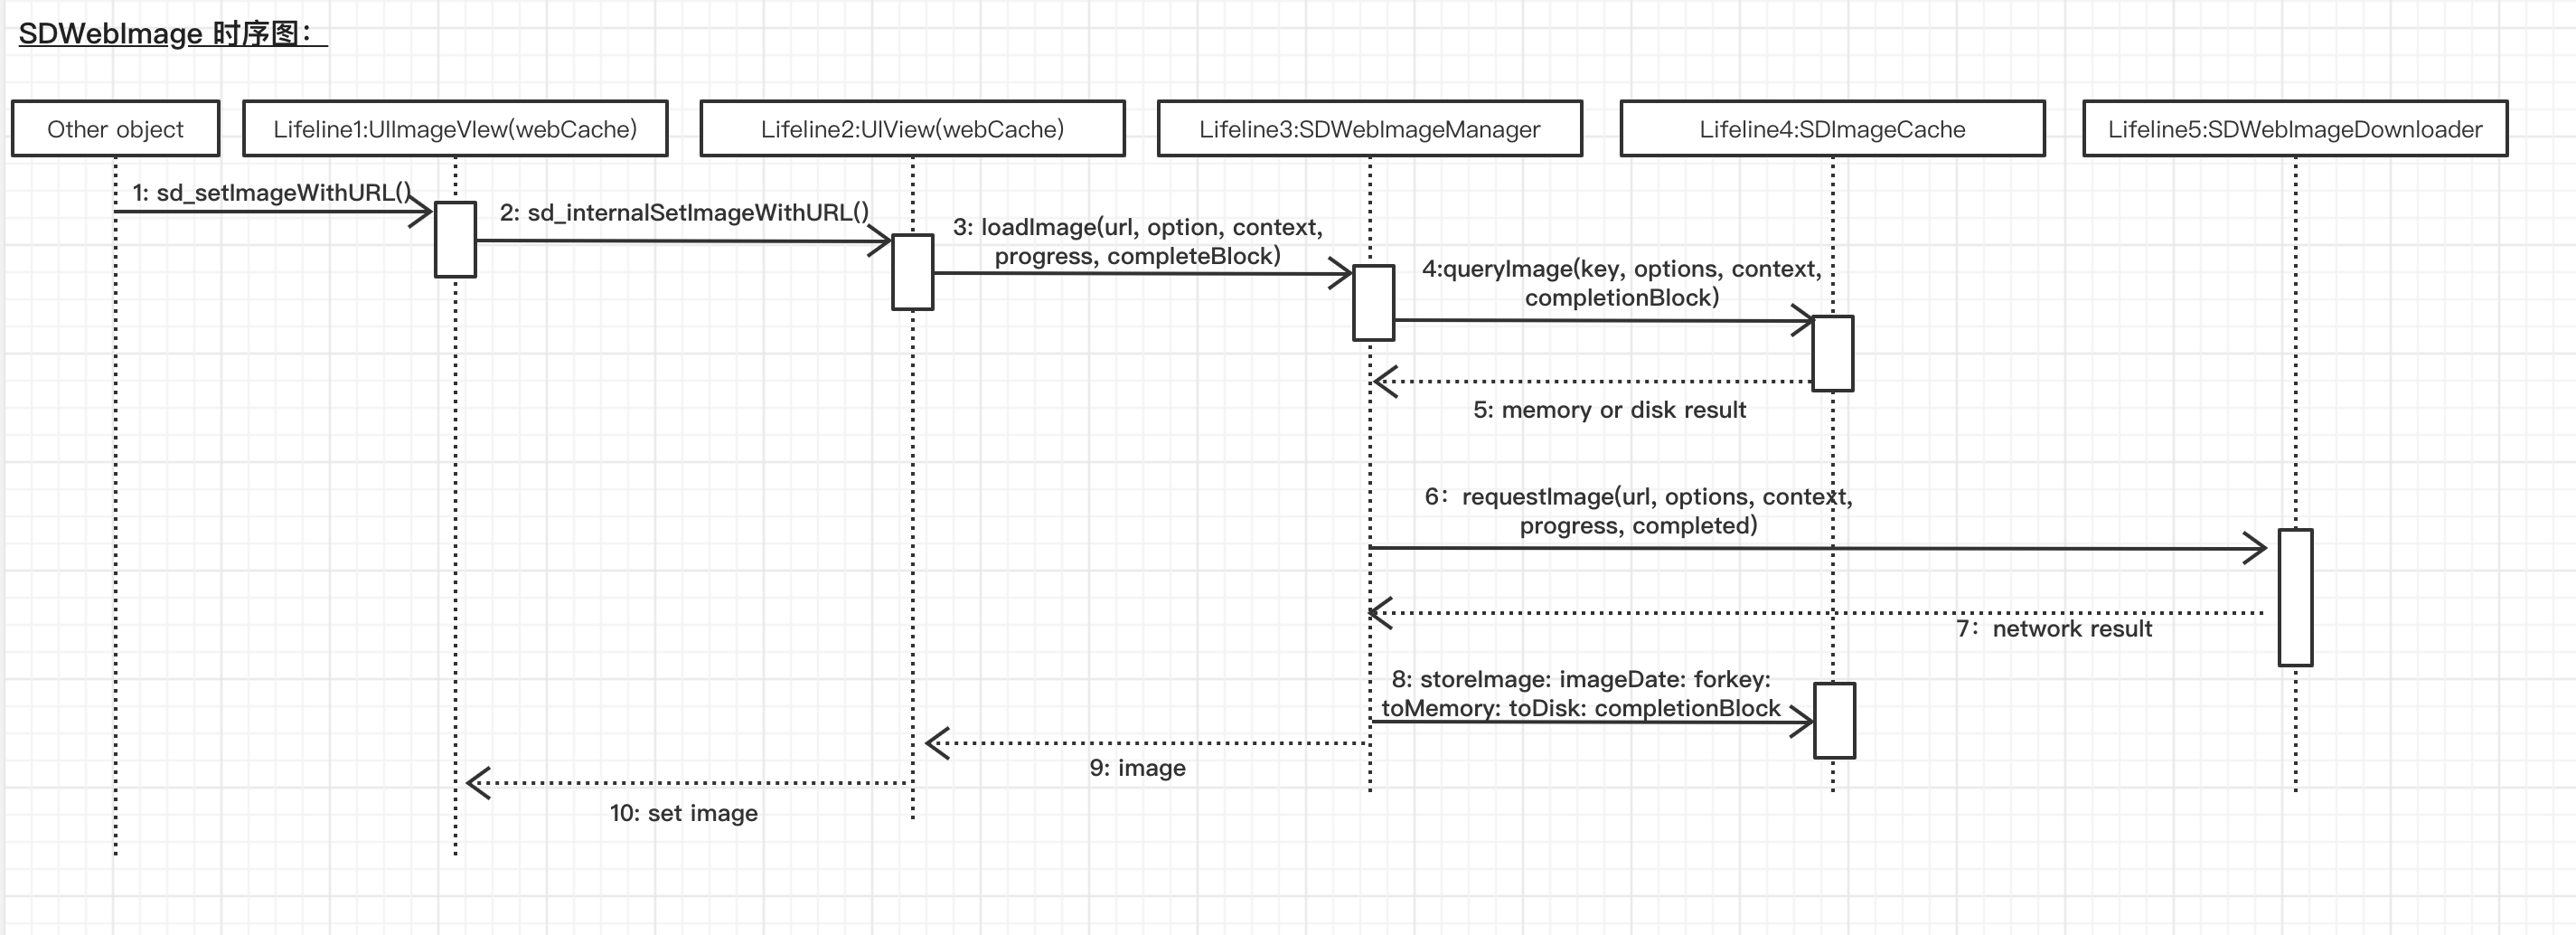 SDWebImage 时序图：
Other object
Lifeline1:UIImageVIew(webCache)
Lifeline2:UIView(webCache)
Lifeline3:SDWebImageManager
Lifeline4:SDImageCache
Lifeline5:SDWebImageDownloader
1: sd_setImageWithURL()
2: sd_internalSetImageWithURL()
3: loadImage(url, option, context,
progress, completeBlock)
4:queryImage(key, options, context,
completionBlock)
5: memory or disk result
6：requestImage(url, options, context,
progress, completed)
7：network result
8: storeImage: imageDate: forkey:
toMemory: toDisk: completionBlock
9: image
10: set image